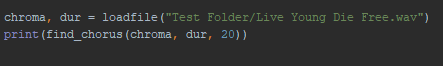 chroma, dur = loadfile("Test Folder/Live Young Die Free.wav")
print(find_chorus(chroma, dur, 20))